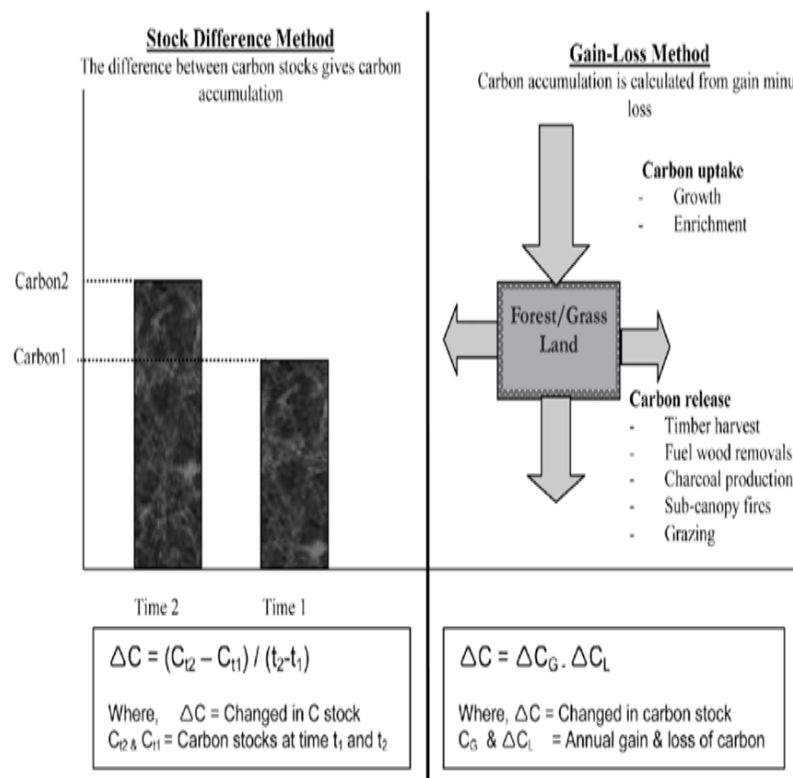 Stock Difference Method
The difference between carbon stocks gives carbon
accumulation
Carbon2
Carbon1
Time 2 Time 1
ΔC = (Ct2 – Ct1) / (t2-t1)
Where, ΔC = Changed in C stock
Ct2 & Ct1 = Carbon stocks at time t1 and t2
Gain-Loss Method
Carbon accumulation is calculated from gain minu
loss
Carbon uptake
- Growth
- Enrichment
Forest/Grass
Land
Carbon release
- Timber harvest
- Fuel wood removals
- Charcoal production
- Sub-canopy fires
- Grazing
ΔC = ΔCG - ΔCL
Where, ΔC = Changed in carbon stock
CG & ΔCL = Annual gain & loss of carbon